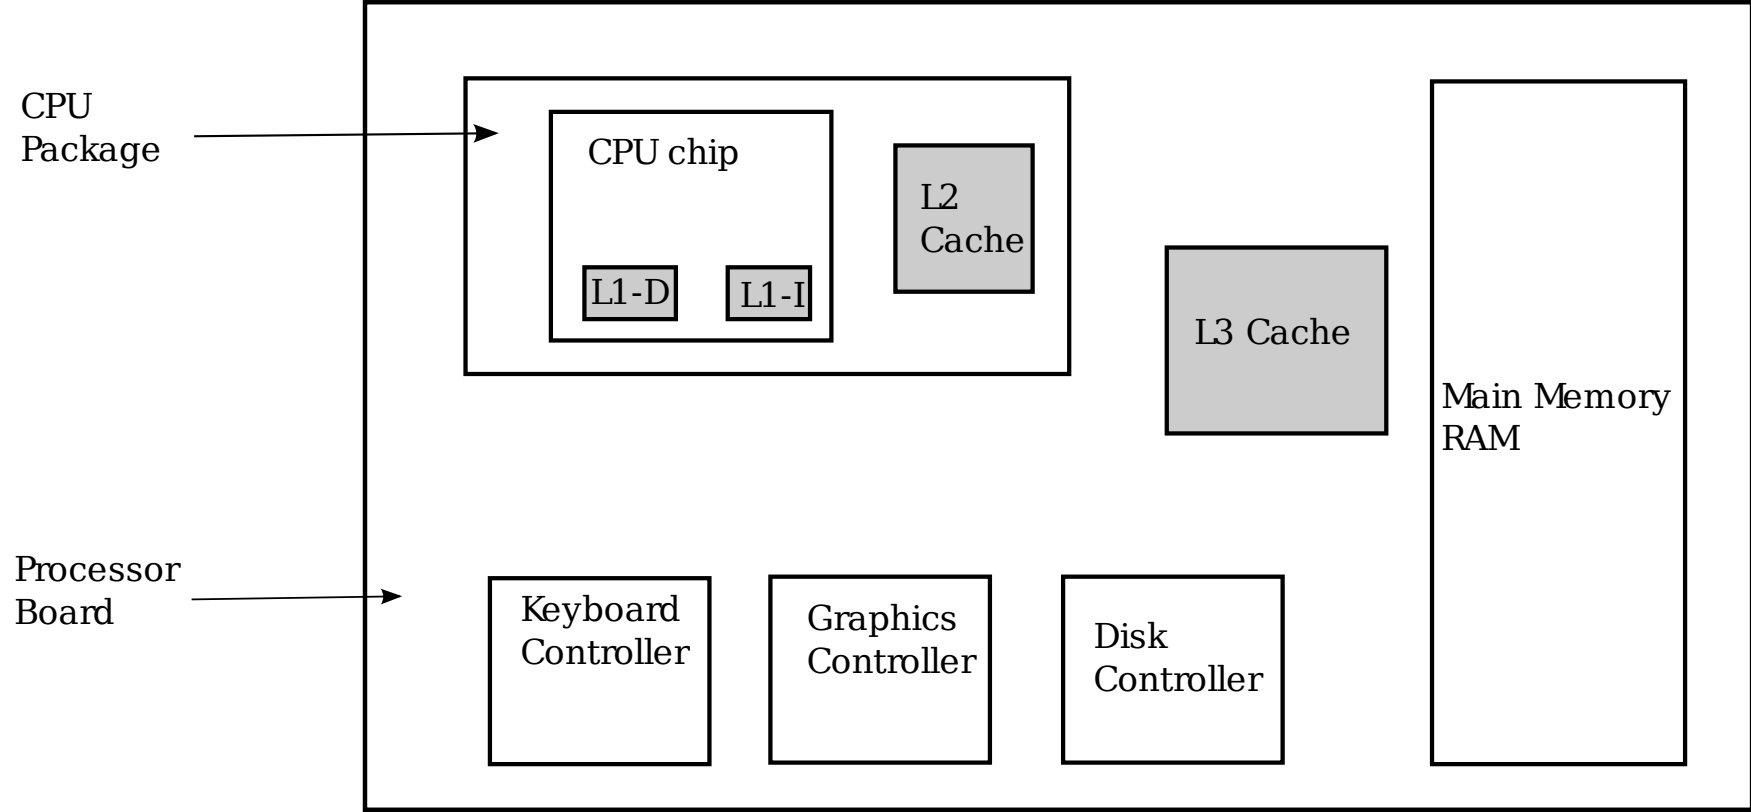 CPU
Package
CPU chip
L1-D
L1-I
L2
Cache
L3 Cache
Main Memory
RAM
Processor
Board
Keyboard
Controller
Graphics
Controller
Disk
Controller